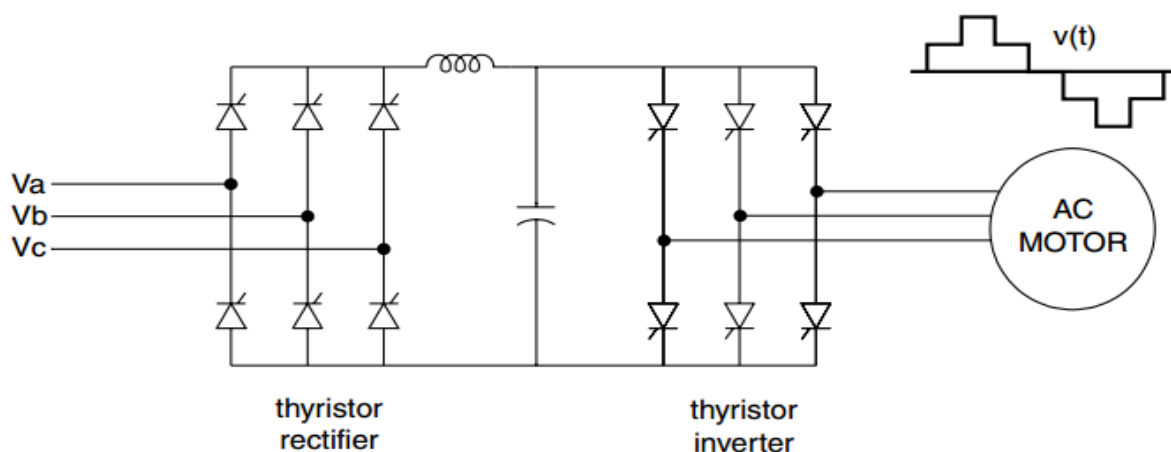 v(t)
Va
Vb
Vc
AC
MOTOR
thyristor
rectifier
thyristor
inverter